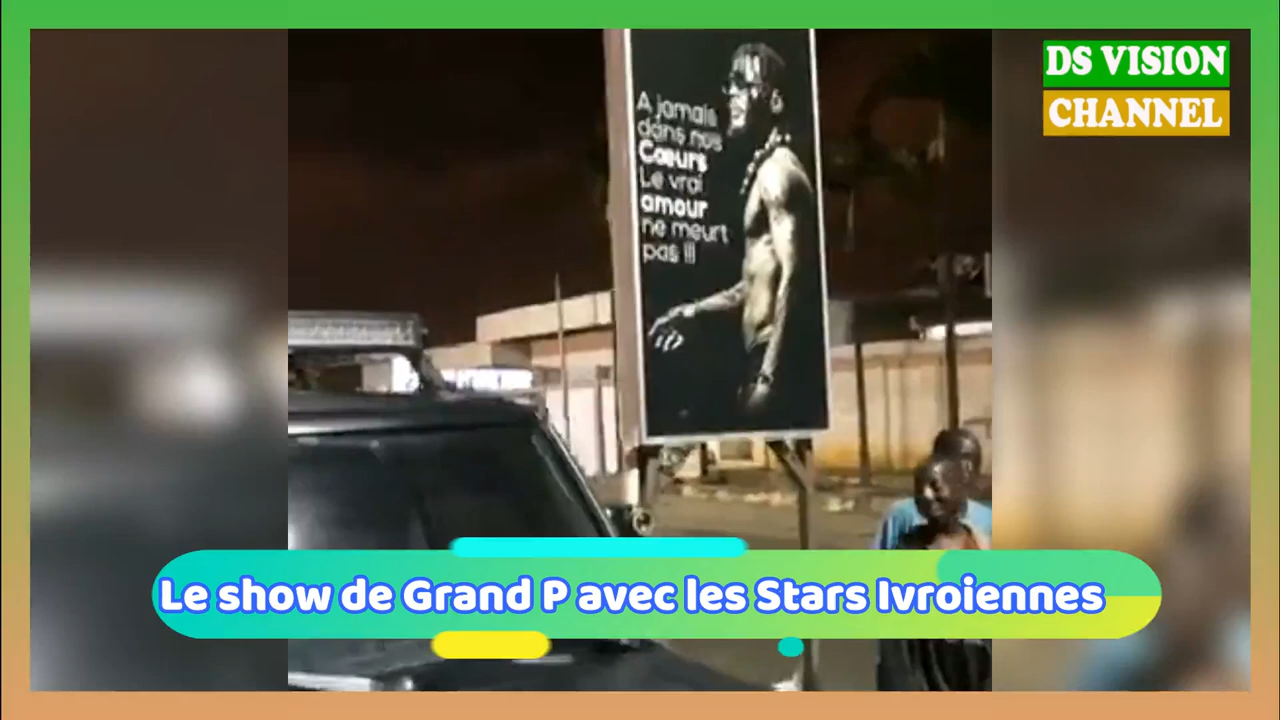 DS VISION
CHANNEL
A jamais
dans nos
Cœurs
Le vrai
amour
ne meurt
pas !!!
Le show de Grand P avec les Stars Ivroiennes